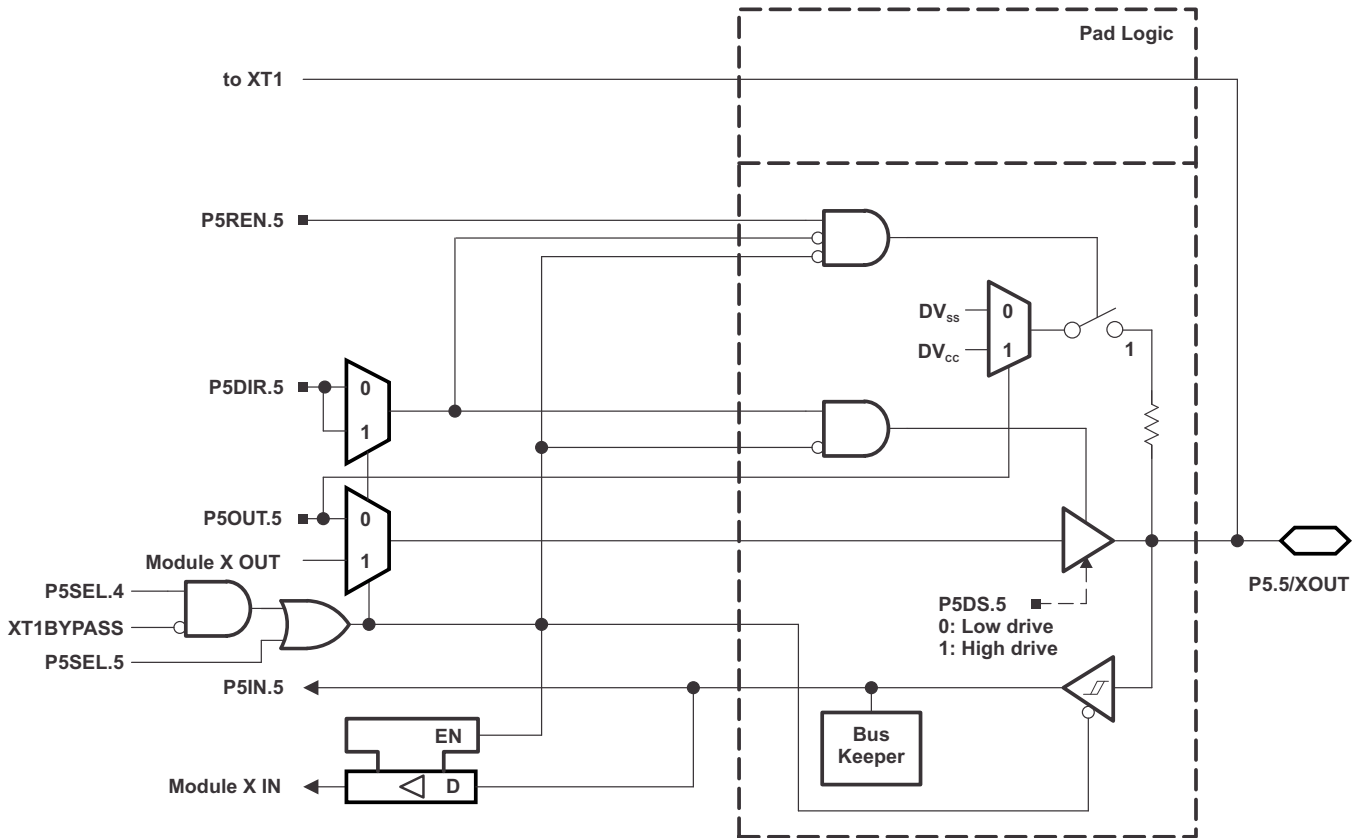 Pad Logic
to XT1
P5REN.5
DVss 0
DVcc 1
1
P5DIR.5 0
1
P5OUT.5 0
Module X OUT 1
P5SEL.4
XT1BYPASS
P5SEL.5
P5.5/XOUT
P5DS.5
0: Low drive
1: High drive
P5IN.5
EN
Bus
Keeper
Module X IN
D